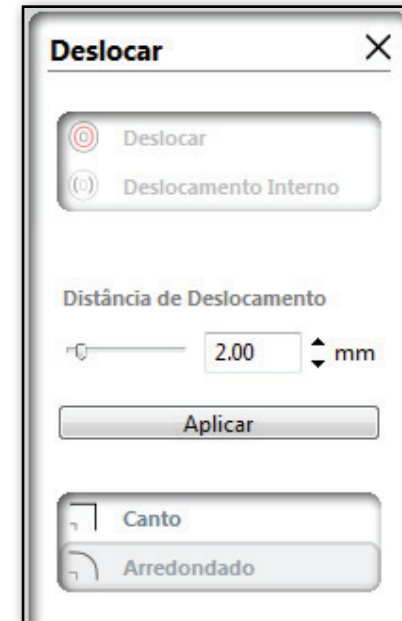 Deslocar
Deslocar
Deslocamento Interno
Distância de Deslocamento
2.00 mm
Aplicar
Canto
Arredondado